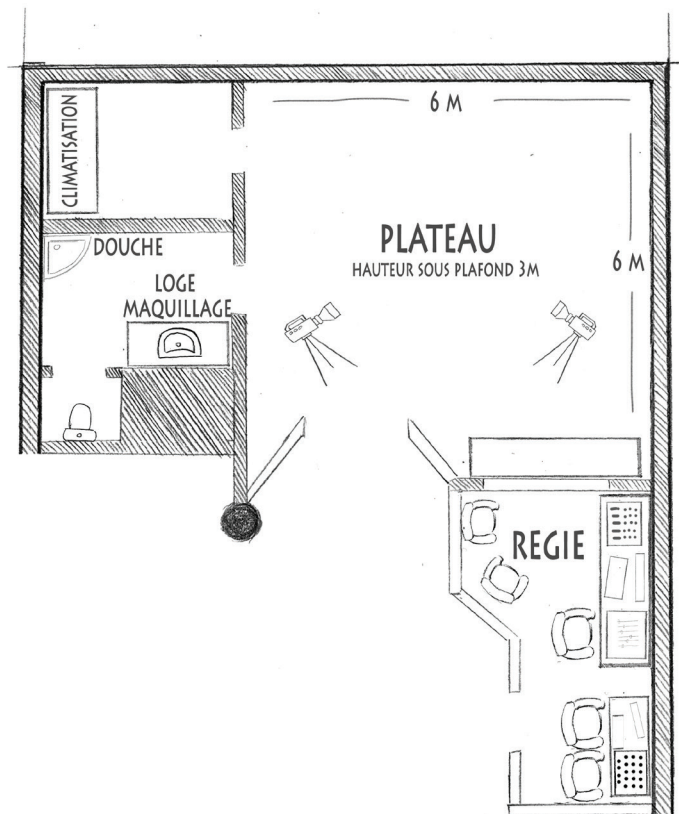 6 M
CLIMATISATION
PLATEAU
HAUTEUR SOUS PLAFOND 3M
6 M
DOUCHE
LOGE
MAQUILLAGE
REGIE